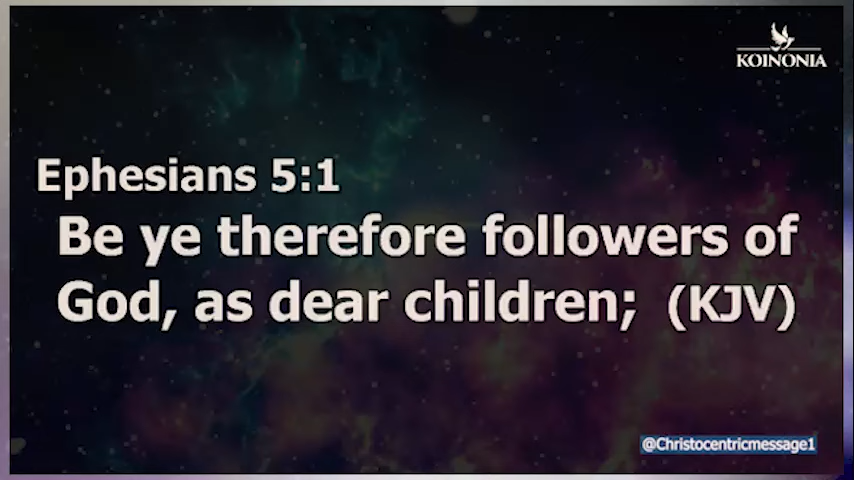 KOINONIA
Ephesians 5:1
Be ye therefore followers of
God, as dear children; (KJV)
@Christocentricmessage1